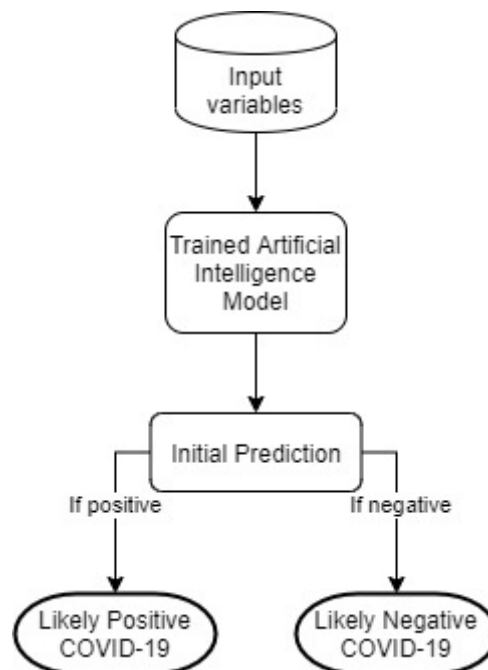 Input
variables
Trained Artificial
Intelligence
Model
Initial Prediction
If positive
If negative
Likely Positive
COVID-19
Likely Negative
COVID-19